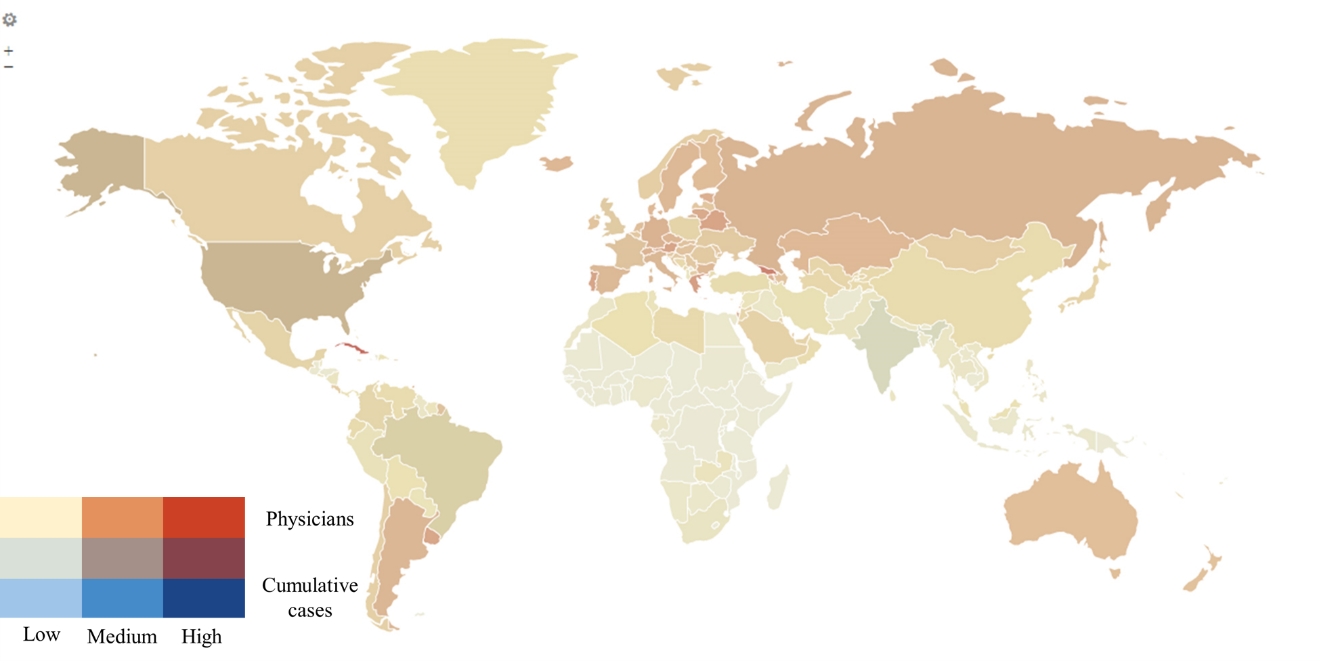 +
−
Physicians
Cumulative
cases
Low Medium High